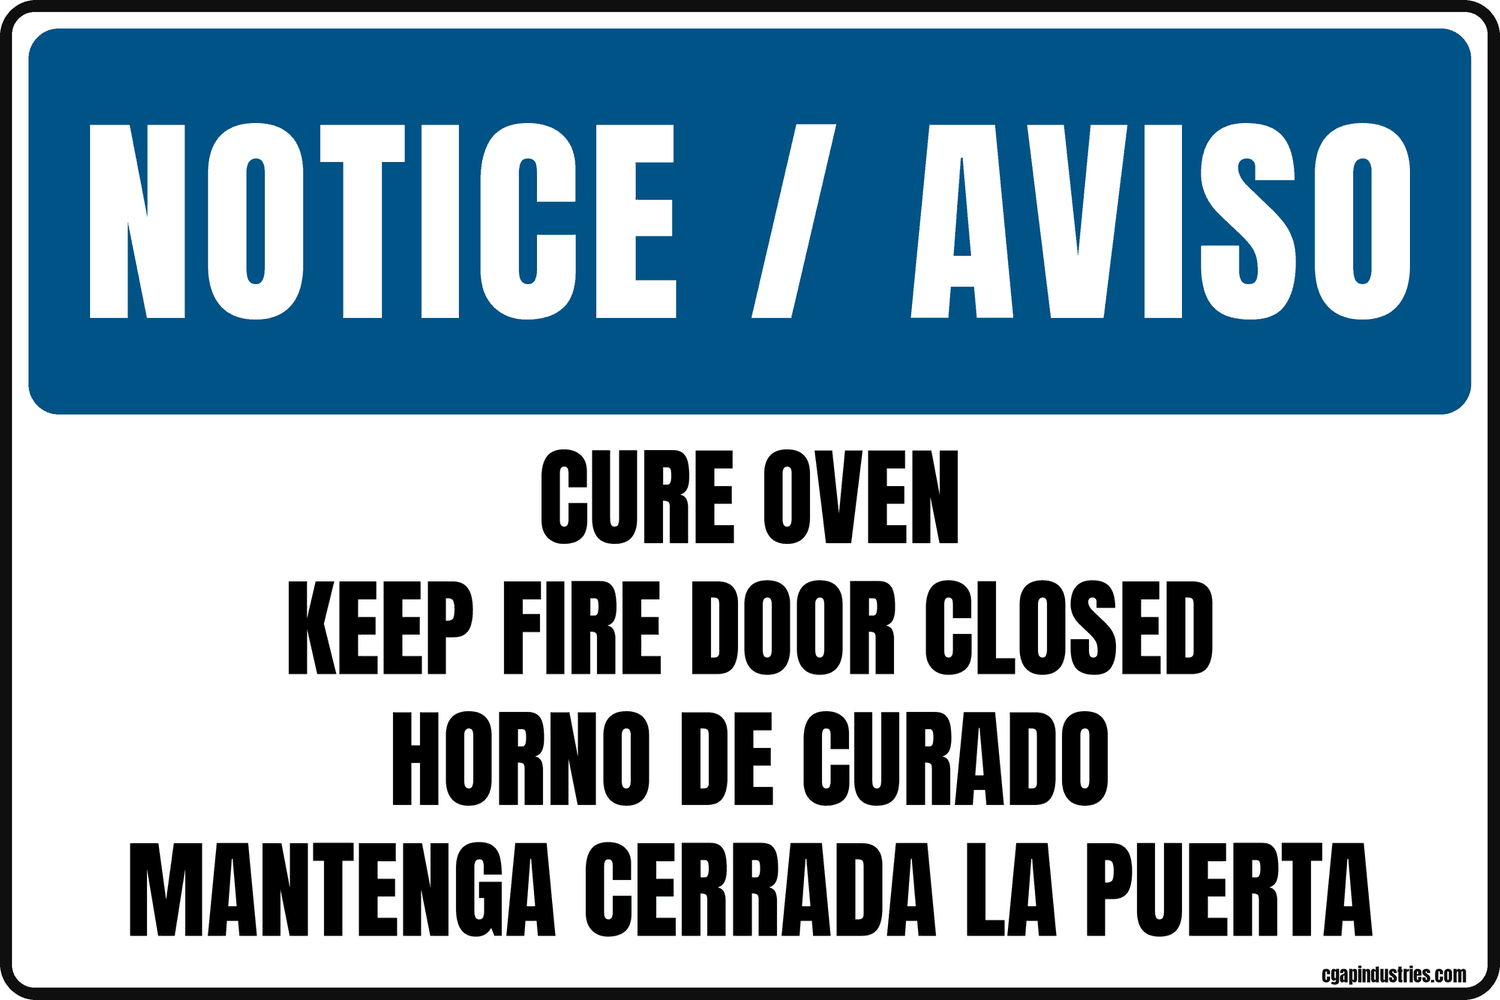 NOTICE / AVISO
CURE OVEN
KEEP FIRE DOOR CLOSED
HORNO DE CURADO
MANTENGA CERRADA LA PUERTA
cgapindustries.com